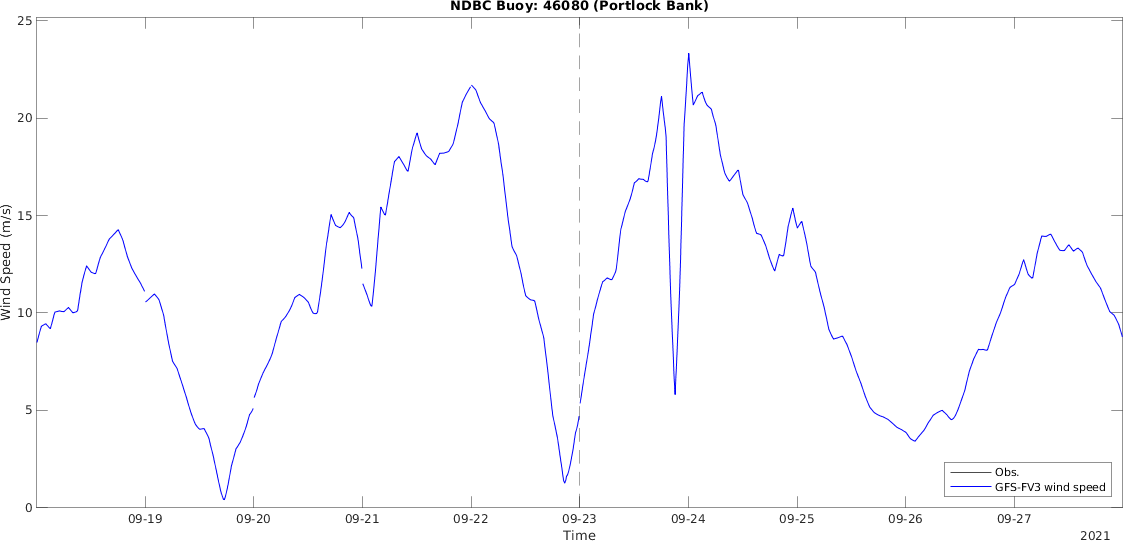 NDBC Buoy: 46080 (Portlock Bank)
25
20
15
10
5
0
Wind Speed (m/s)
09-19 09-20 09-21 09-22 09-23 09-24 09-25 09-26 09-27
Time
2021
Obs.
GFS-FV3 wind speed